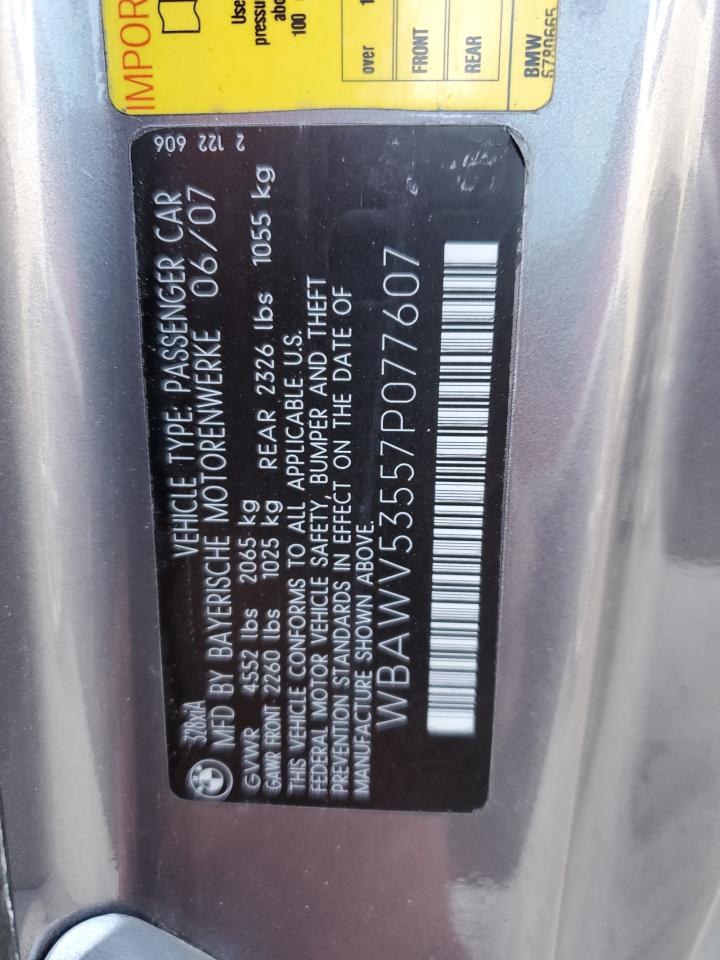 IMPOR
Use
pressu
abo
100
over 1
FRONT
REAR
BMW
6780665
2 122 606
328xiA VEHICLE TYPE: PASSENGER CAR
MFD BY BAYERISCHE MOTORENWERKE 06/07
GVWR 4552 lbs 2065 kg
GAWR FRONT 2260 lbs 1025 kg REAR 2326 lbs 1055 kg
THIS VEHICLE CONFORMS TO ALL APPLICABLE U.S.
FEDERAL MOTOR VEHICLE SAFETY, BUMPER AND THEFT
PREVENTION STANDARDS IN EFFECT ON THE DATE OF
MANUFACTURE SHOWN ABOVE.
WBAWV53557P077607